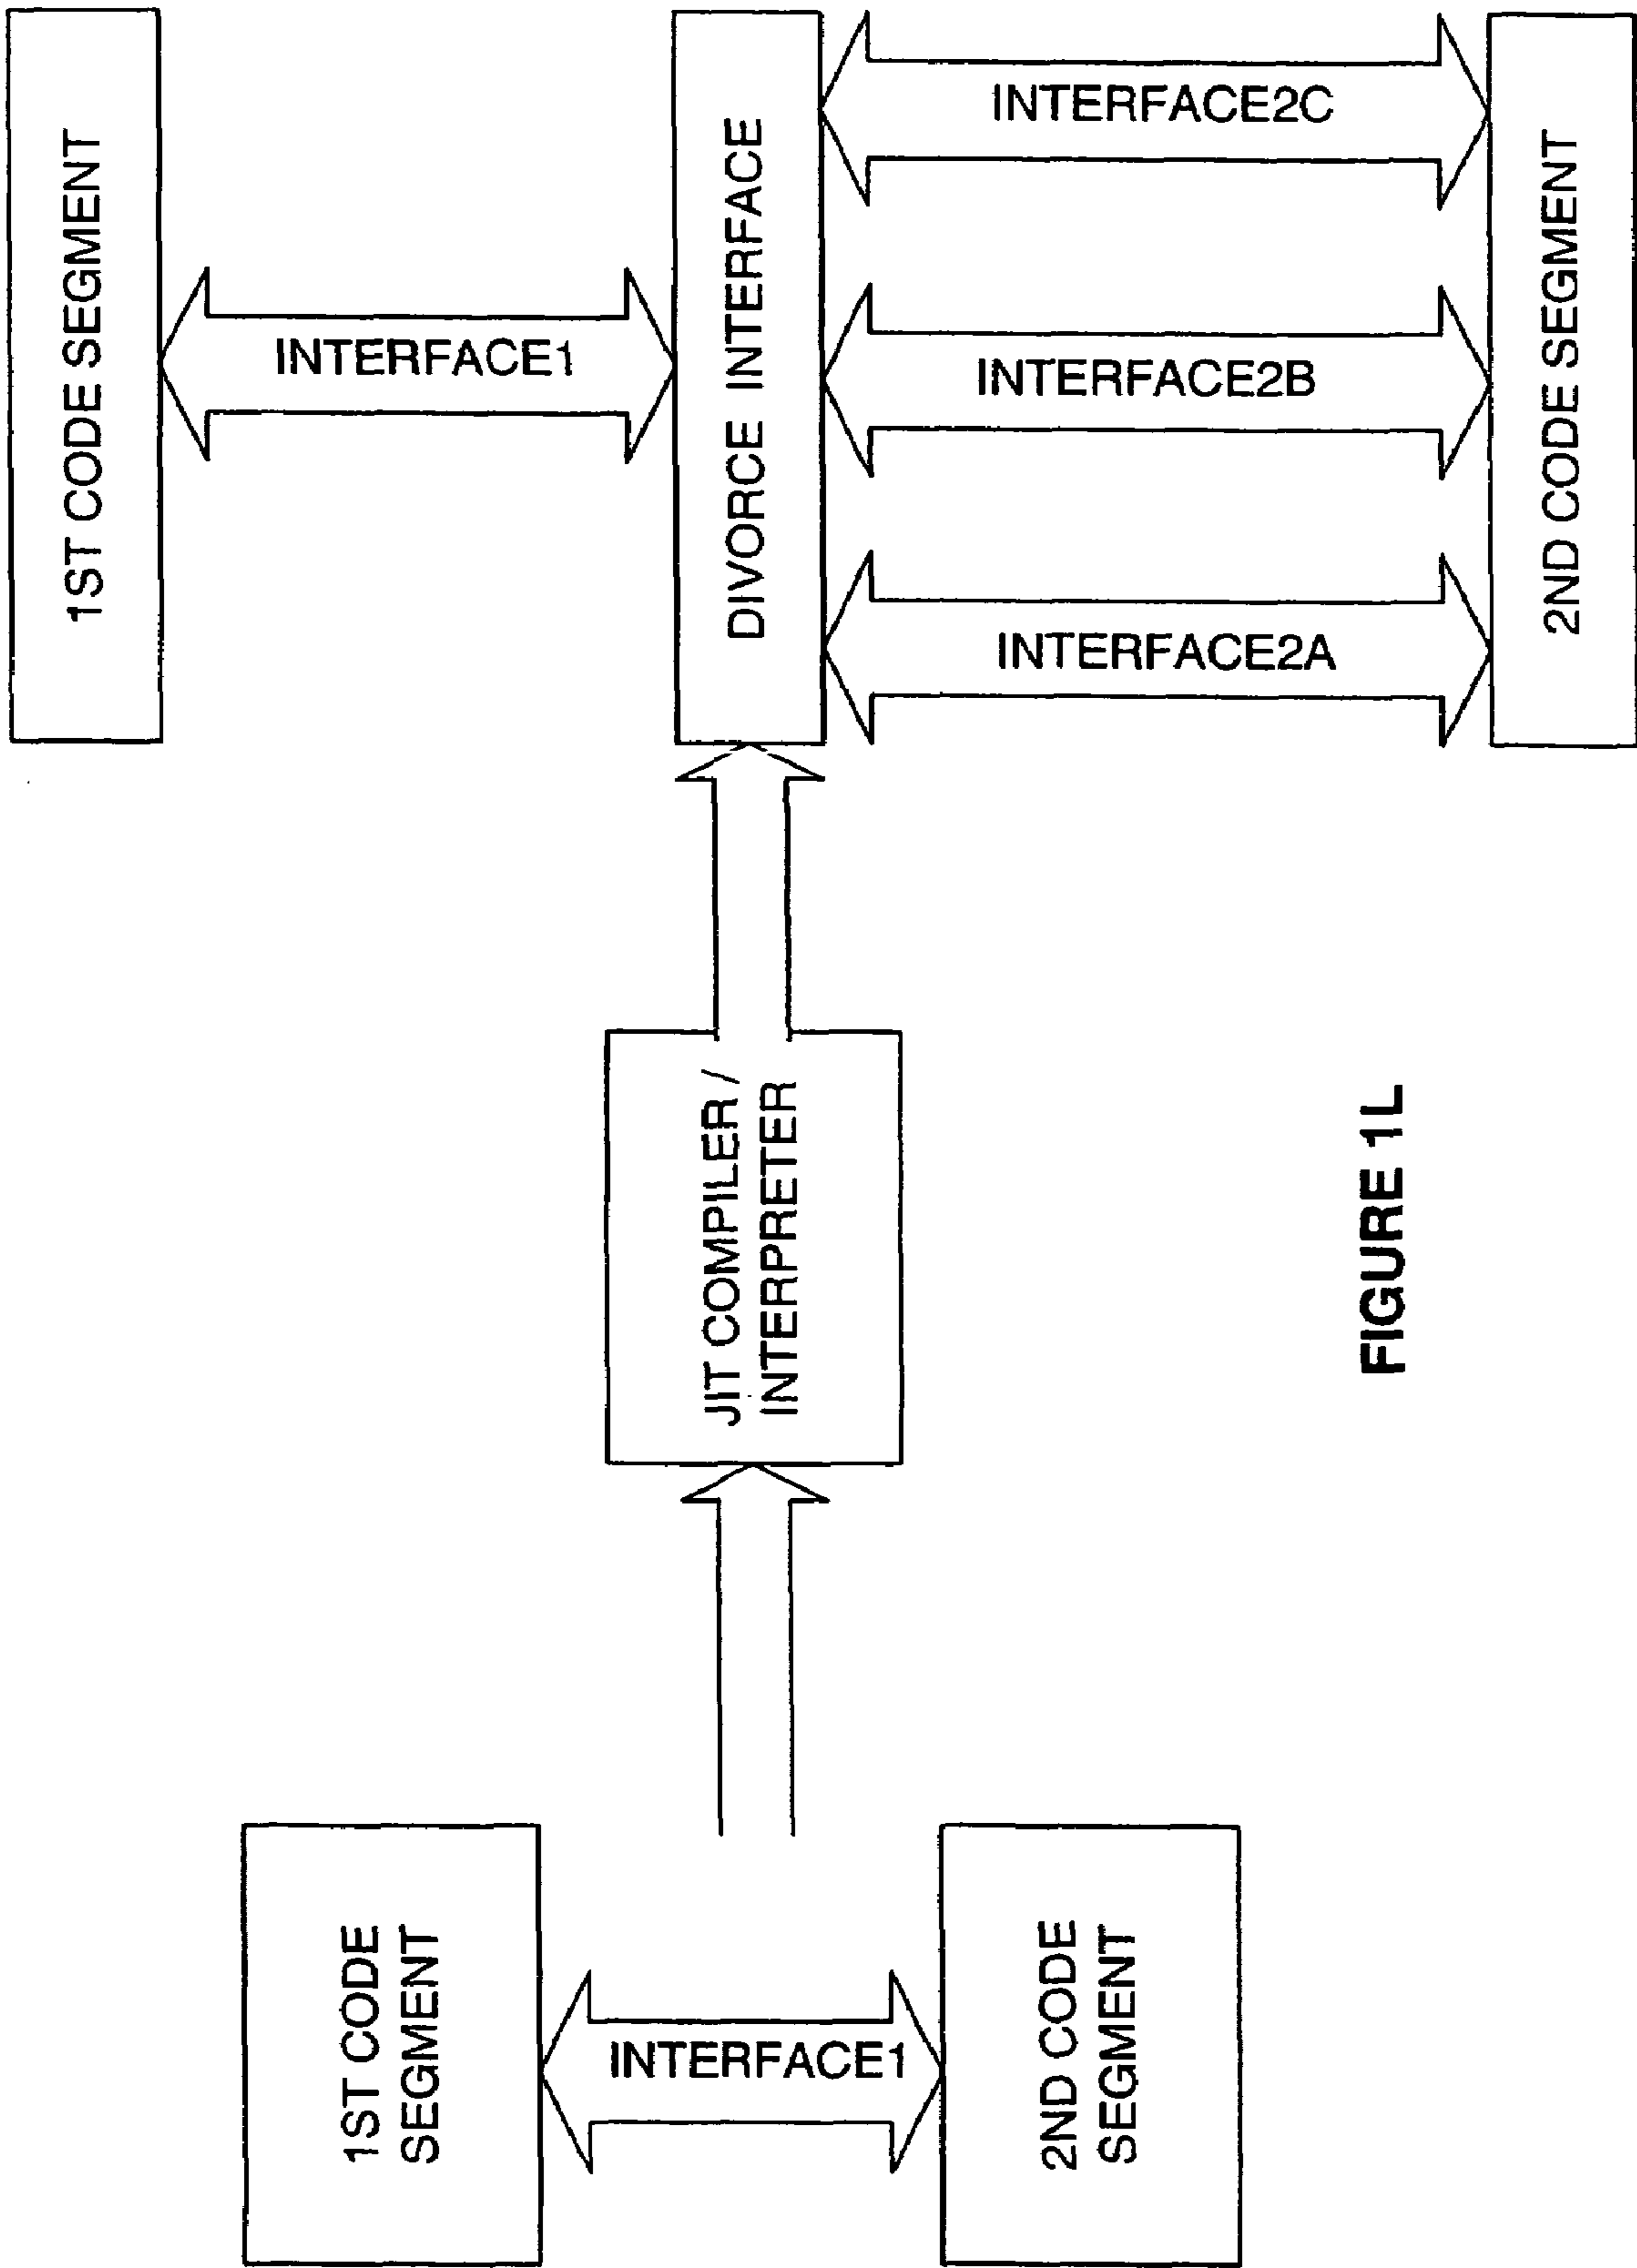 1ST CODE
SEGMENT
INTERFACE1
2ND CODE
SEGMENT
JIT COMPILER /
INTERPRETER
1ST CODE SEGMENT
INTERFACE1
DIVORCE INTERFACE
INTERFACE2A
INTERFACE2B
INTERFACE2C
2ND CODE SEGMENT
FIGURE 1L